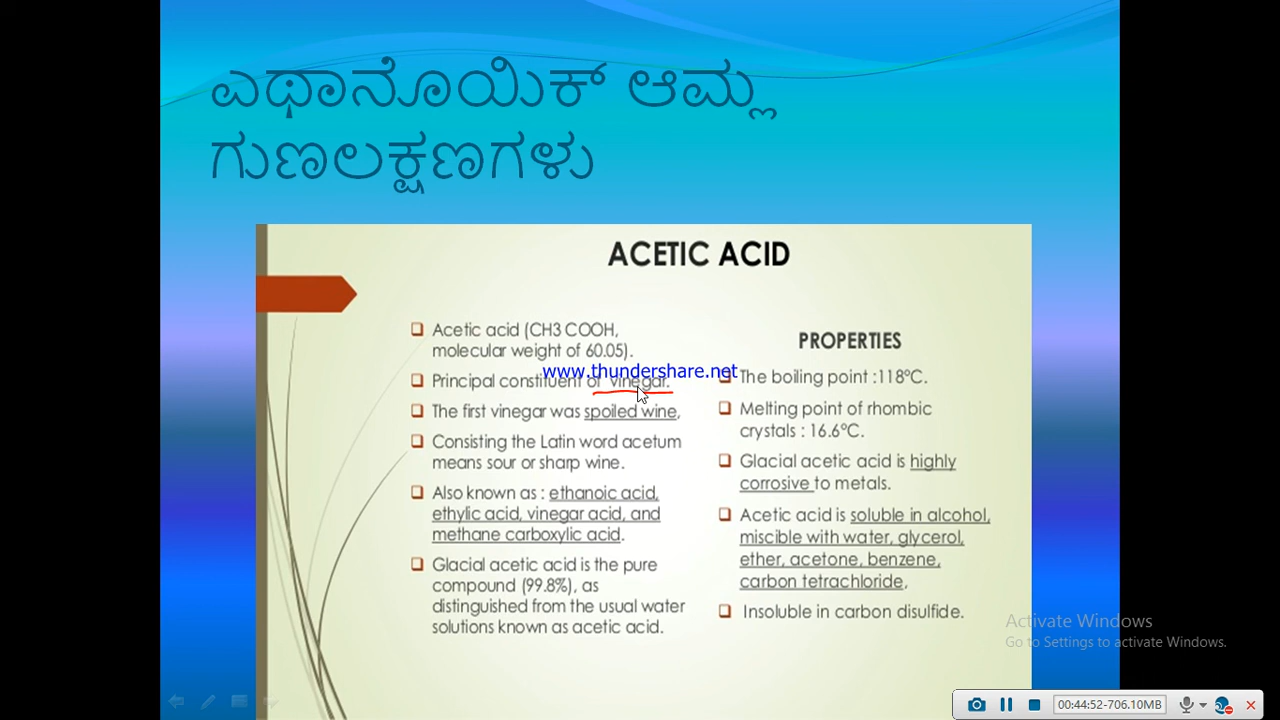 ಎಥಾನೊಯಿಕ್ ಆಮ್ಲ
ಗುಣಲಕ್ಷಣಗಳು
ACETIC ACID
Acetic acid (CH3 COOH,
molecular weight of 60.05).
www.thundershare.net
Principal constituent of vinegar.
The first vinegar was spoiled wine,
Consisting the Latin word acetum
means sour or sharp wine.
Also known as : ethanoic acid,
ethylic acid, vinegar acid, and
methane carboxylic acid.
Glacial acetic acid is the pure
compound (99.8%), as
distinguished from the usual water
solutions known as acetic acid.
PROPERTIES
The boiling point :118°C.
Melting point of rhombic
crystals : 16.6°C.
Glacial acetic acid is highly
corrosive to metals.
Acetic acid is soluble in alcohol,
miscible with water, glycerol,
ether, acetone, benzene,
carbon tetrachloride,
Insoluble in carbon disulfide.
Activate Windows
Go to Settings to activate Windows.
00:44:52-706.10MB